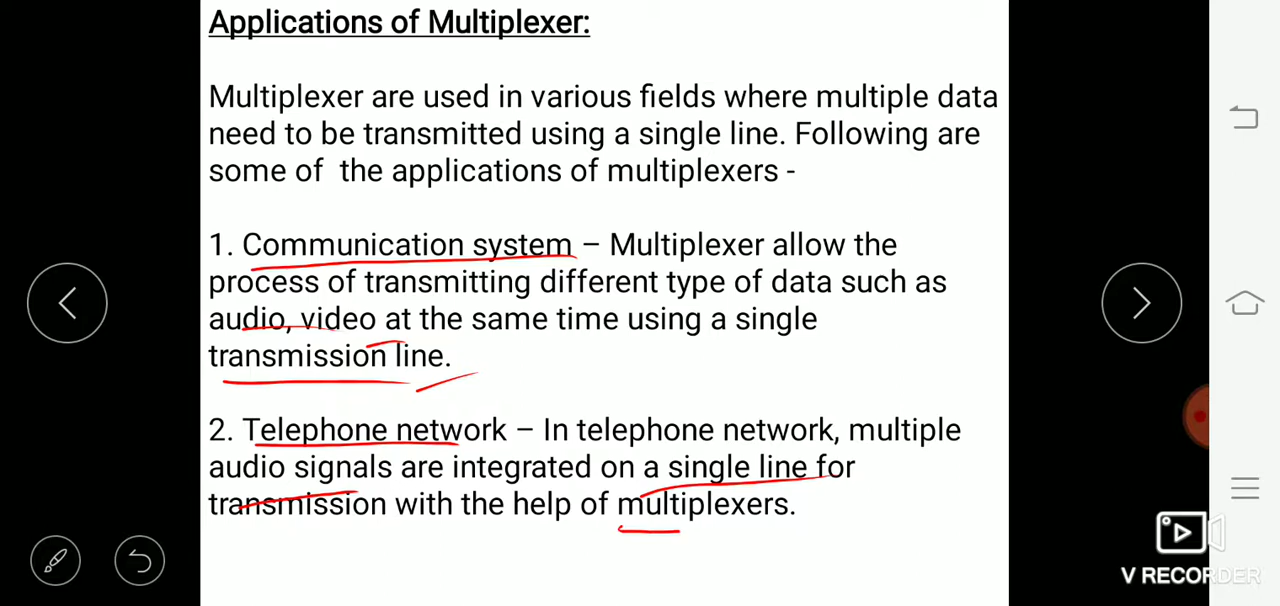 Applications of Multiplexer:
Multiplexer are used in various fields where multiple data
need to be transmitted using a single line. Following are
some of the applications of multiplexers -
1. Communication system – Multiplexer allow the
process of transmitting different type of data such as
audio, video at the same time using a single
transmission line.
2. Telephone network – In telephone network, multiple
audio signals are integrated on a single line for
transmission with the help of multiplexers.
V RECORDER